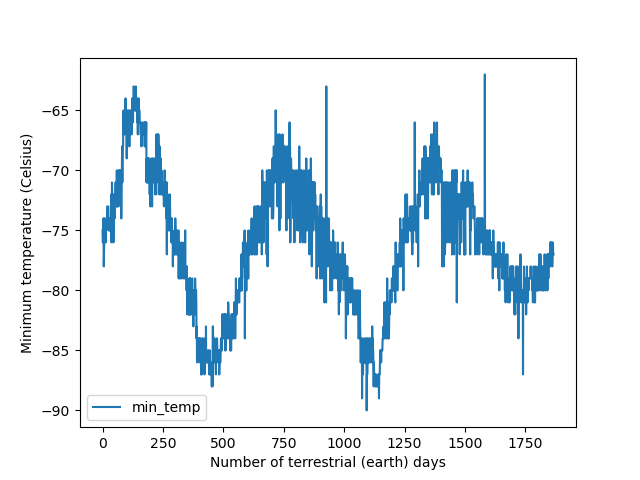 −65
−70
−75
−80
−85
−90
Minimum temperature (Celsius)
min_temp
0 250 500 750 1000 1250 1500 1750
Number of terrestrial (earth) days